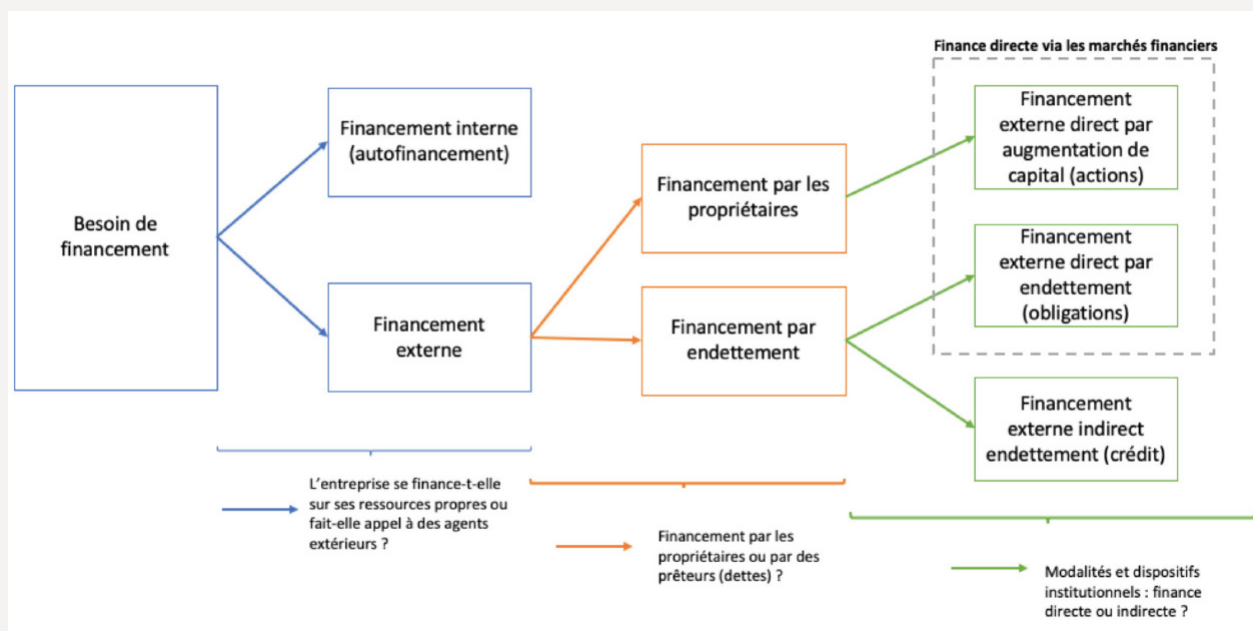 Finance directe via les marchés financiers
Besoin de
financement
Financement interne
(autofinancement)
Financement
externe
Financement par les
propriétaires
Financement par
endettement
Financement
externe direct par
augmentation de
capital (actions)
Financement
externe direct par
endettement
(obligations)
Financement
externe indirect
endettement (crédit)
L'entreprise se finance-t-elle
sur ses ressources propres ou
fait-elle appel à des agents
extérieurs ?
Financement par les
propriétaires ou par des
prêteurs (dettes) ?
Modalités et dispositifs
institutionnels : finance
directe ou indirecte ?